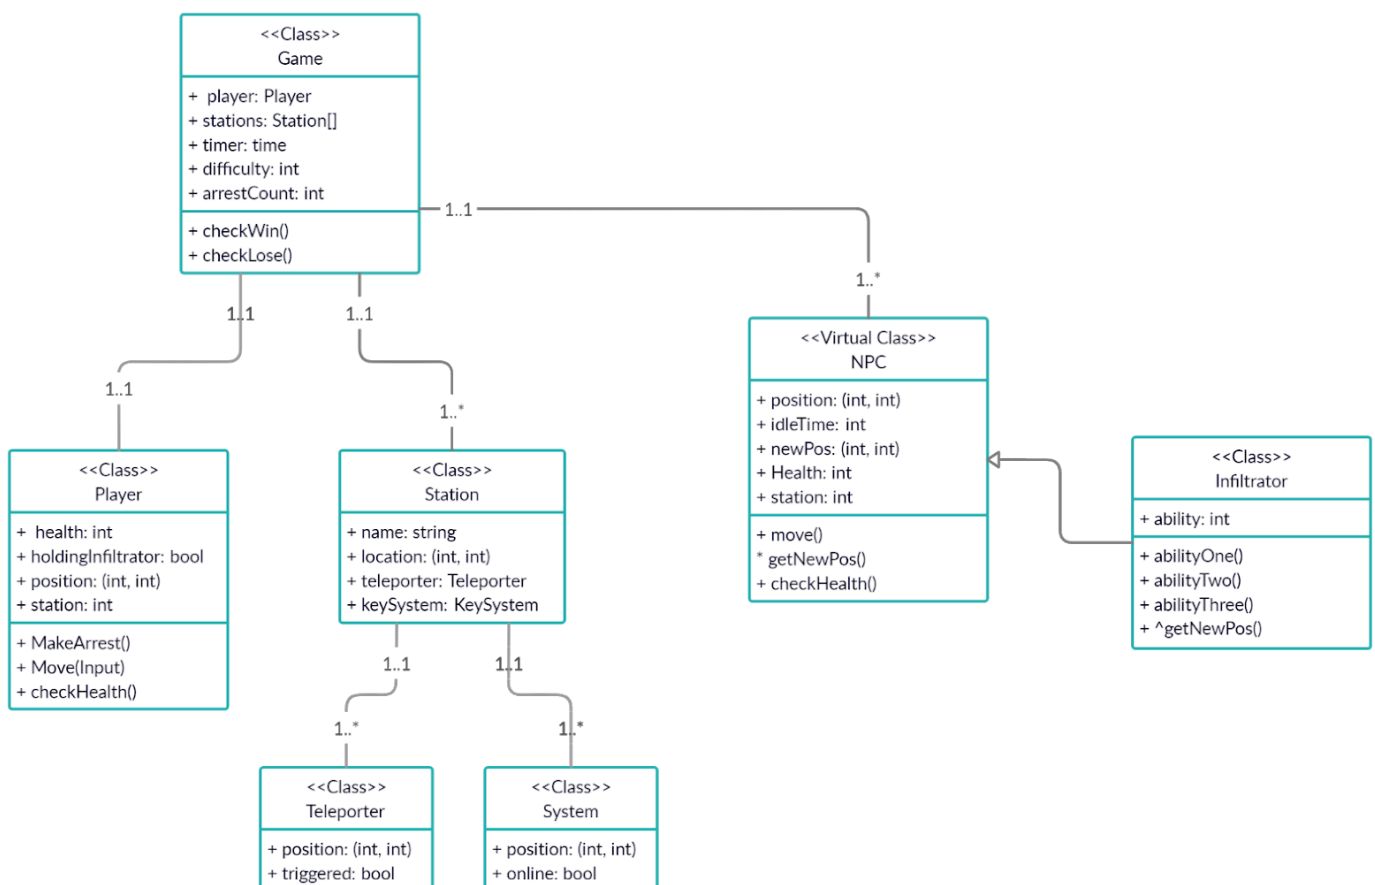 <<Class>>
Game
+ player: Player
+ stations: Station[]
+ timer: time
+ difficulty: int
+ arrestCount: int
+ checkWin()
+ checkLose()
1..1
1..*
1..1
1..1
1..1
1..*
<<Virtual Class>>
NPC
+ position: (int, int)
+ idleTime: int
+ newPos: (int, int)
+ Health: int
+ station: int
+ move()
* getNewPos()
+ checkHealth()
<<Class>>
Infiltrator
+ ability: int
+ abilityOne()
+ abilityTwo()
+ abilityThree()
+ ^getNewPos()
<<Class>>
Player
+ health: int
+ holdingInfiltrator: bool
+ position: (int, int)
+ station: int
+ MakeArrest()
+ Move(Input)
+ checkHealth()
<<Class>>
Station
+ name: string
+ location: (int, int)
+ teleporter: Teleporter
+ keySystem: KeySystem
1..1
1..1
1..*
1..*
<<Class>>
Teleporter
+ position: (int, int)
+ triggered: bool
<<Class>>
System
+ position: (int, int)
+ online: bool